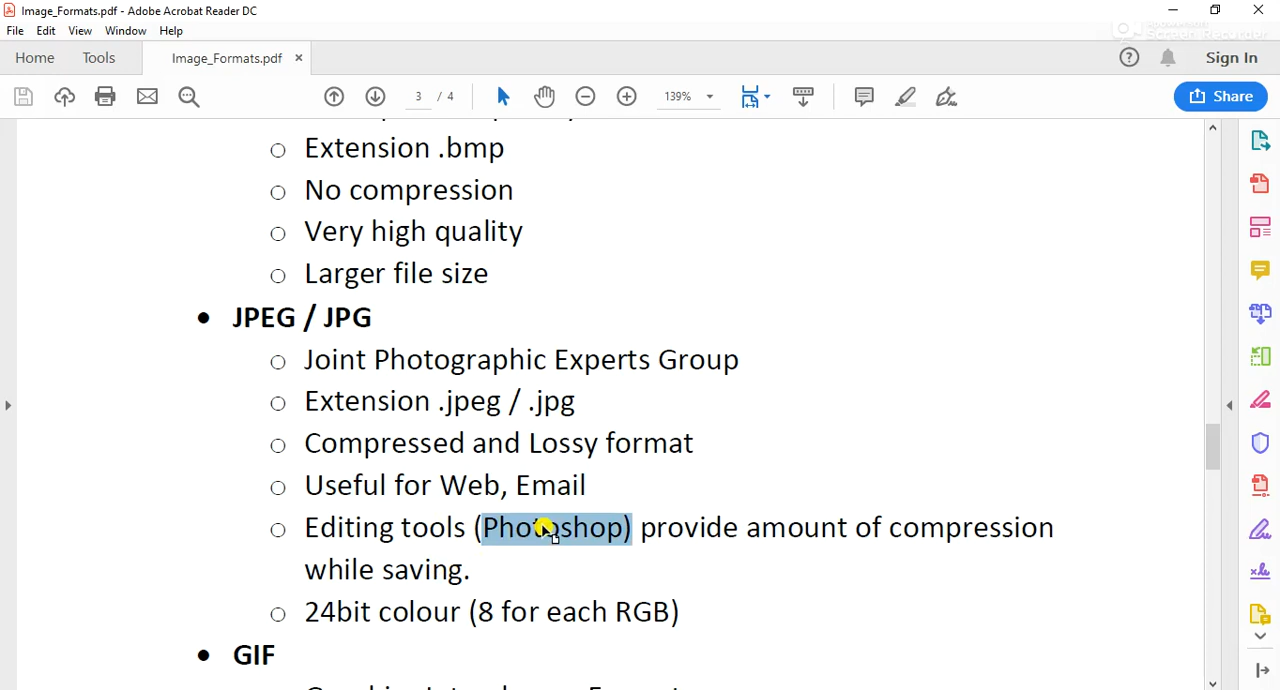 Image_Formats.pdf - Adobe Acrobat Reader DC
File Edit View Window Help
Screen Recorder
Home Tools Image_Formats.pdf × Sign In
3 / 4 139% Share
Extension .bmp
No compression
Very high quality
Larger file size
JPEG / JPG
Joint Photographic Experts Group
Extension .jpeg / .jpg
Compressed and Lossy format
Useful for Web, Email
Editing tools (Photoshop) provide amount of compression
while saving.
24bit colour (8 for each RGB)
GIF